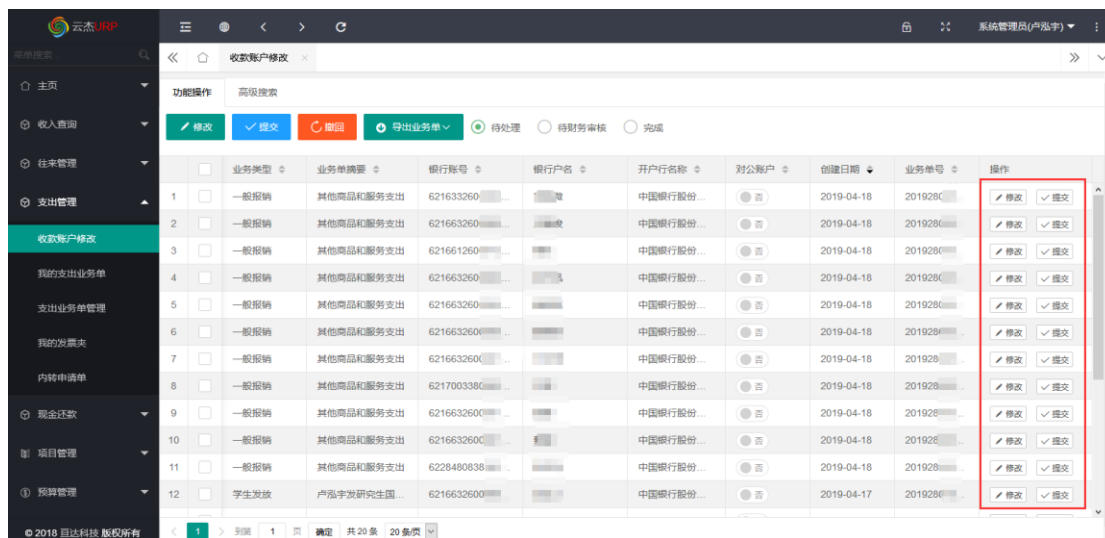 云杰URP
系统管理员(卢泓宇)
菜单搜索...
收款账户修改 ×
主页
收入查询
往来管理
支出管理
收款账户修改
我的支出业务单
支出业务单管理
我的发票夹
内转申请单
现金还款
项目管理
预算管理
© 2018 亘达科技 版权所有
功能操作 高级搜索
修改 提交 撤回 导出业务单 待处理 待财务审核 完成
业务类型 业务单摘要 银行账号 银行户名 开户行名称 对公账户 创建日期 业务单号 操作
1 一般报销 其他商品和服务支出 621633260 ... 中国银行股份... 否 2019-04-18 2019280 修改 提交
2 一般报销 其他商品和服务支出 621663260 ... 中国银行股份... 否 2019-04-18 2019280 修改 提交
3 一般报销 其他商品和服务支出 621661260 ... 中国银行股份... 否 2019-04-18 2019280 修改 提交
4 一般报销 其他商品和服务支出 621663260 ... 中国银行股份... 否 2019-04-18 2019280 修改 提交
5 一般报销 其他商品和服务支出 621663260 ... 中国银行股份... 否 2019-04-18 2019280 修改 提交
6 一般报销 其他商品和服务支出 621663260 ... 中国银行股份... 否 2019-04-18 201928 修改 提交
7 一般报销 其他商品和服务支出 6216632600 ... 中国银行股份... 否 2019-04-18 201928 修改 提交
8 一般报销 其他商品和服务支出 621700338 ... 中国银行股份... 否 2019-04-18 201928 修改 提交
9 一般报销 其他商品和服务支出 6216632600 ... 中国银行股份... 否 2019-04-18 201928 修改 提交
10 一般报销 其他商品和服务支出 6216632600 ... 中国银行股份... 否 2019-04-18 201928 修改 提交
11 一般报销 其他商品和服务支出 6228480838 中国银行股份... 否 2019-04-18 201928 修改 提交
12 学生发放 卢泓宇发研究生国... 6216632600 中国银行股份... 否 2019-04-17 201928 修改 提交
1 到第 1 页 确定 共 20 条 20 条/页